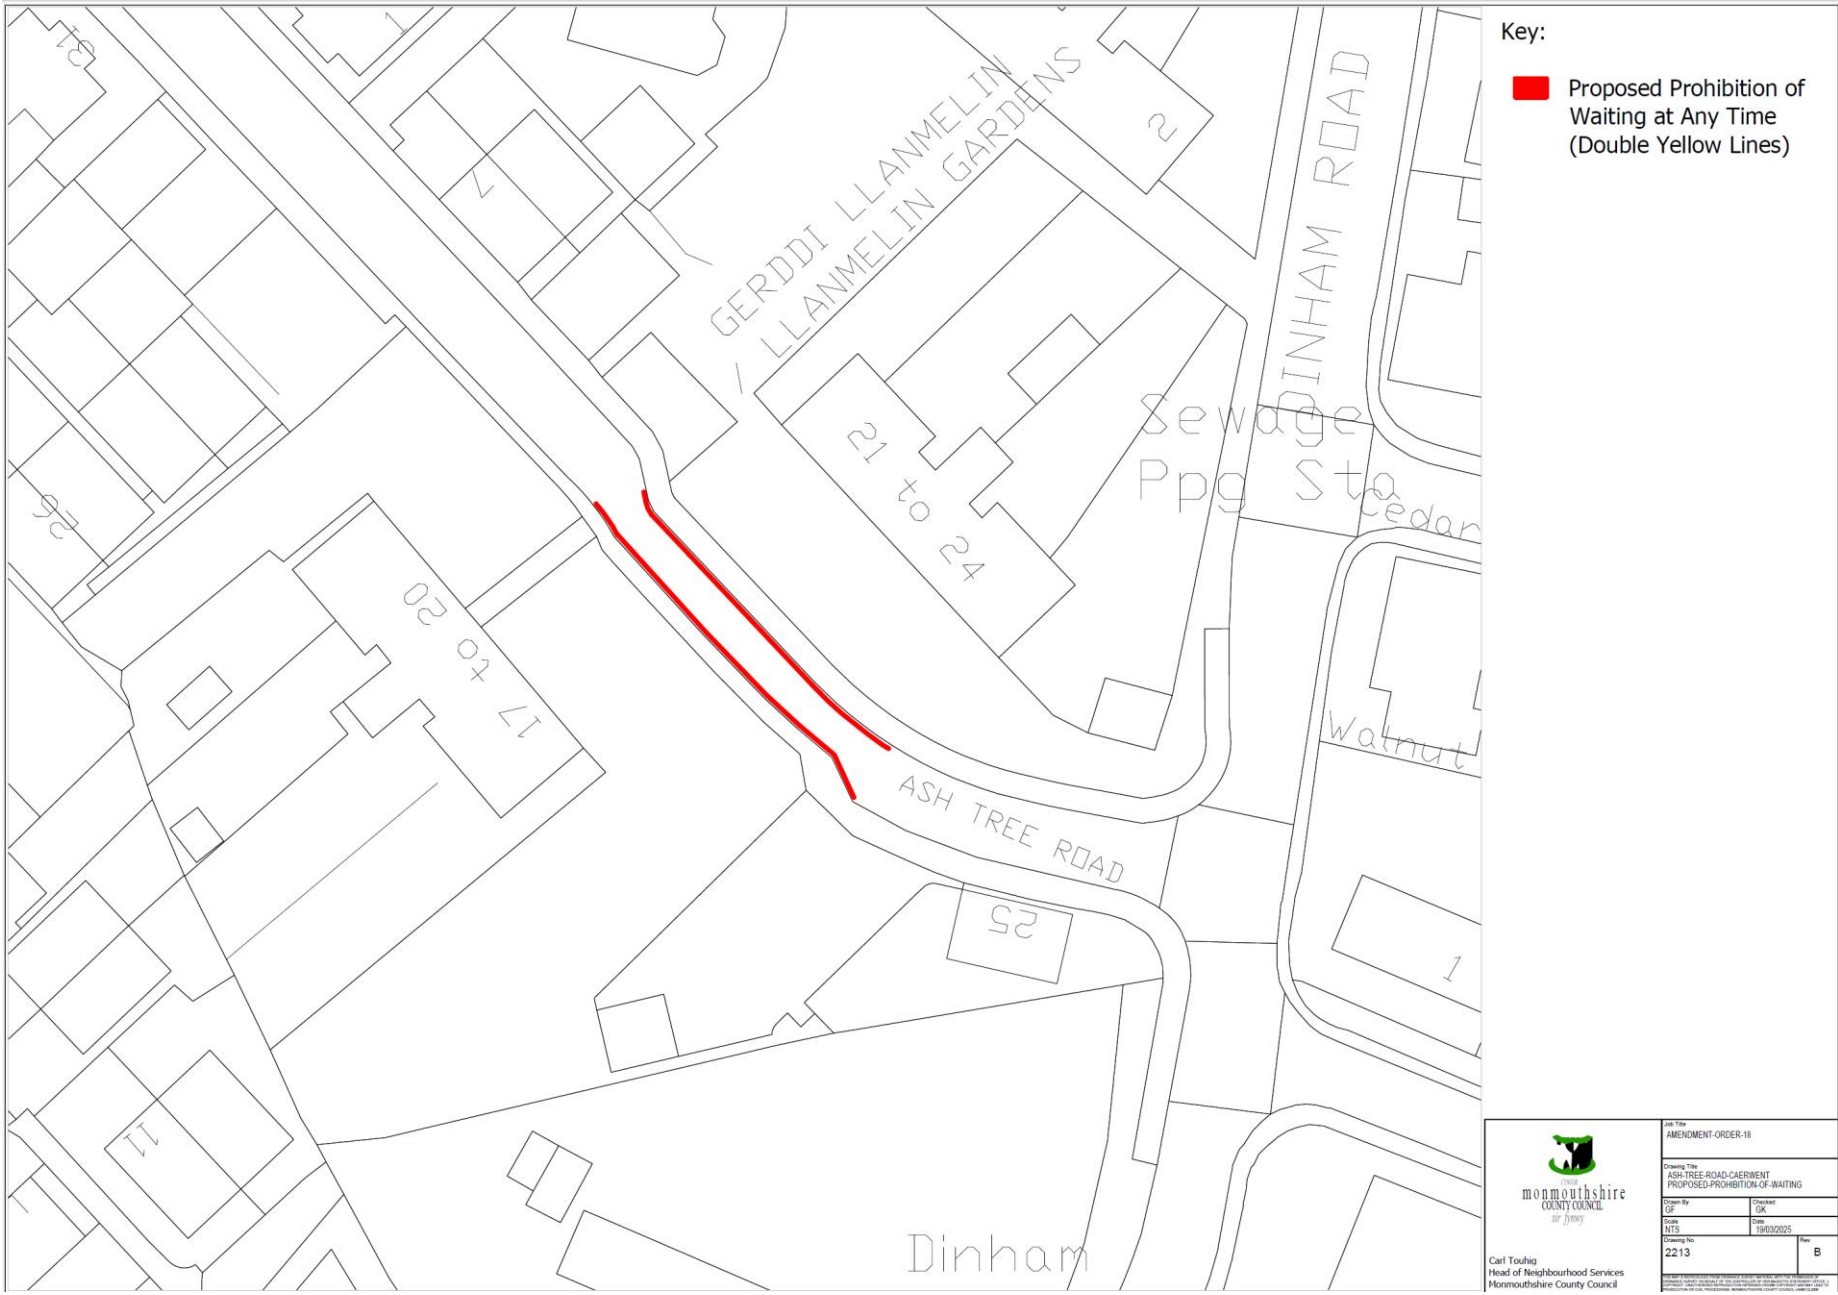 Key:
Proposed Prohibition of
Waiting at Any Time
(Double Yellow Lines)
31
1
7
2
GERDDI LLANMELIN
/ LLANMELIN GARDENS
DINHAM ROAD
Sewage
Ppg Sta
Cedar
21 to 24
26
17 to 20
Walnut
ASH TREE ROAD
25
1
11
Dinham
monmouthshire
COUNTY COUNCIL
sir fynwy
Carl Touhig
Head of Neighbourhood Services
Monmouthshire County Council
Job Title
AMENDMENT-ORDER-18
Drawing Title
ASH-TREE-ROAD-CAERWENT
PROPOSED-PROHIBITION-OF-WAITING
Drawn By
GF
Checked
GK
Scale
NTS
Date
19/03/2025
Drawing No.
2213
Rev
B